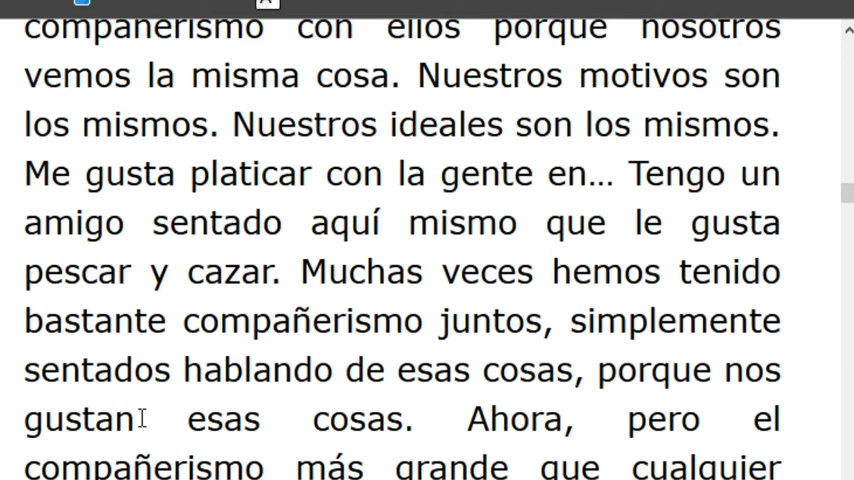 compañerismo con ellos porque nosotros
vemos la misma cosa. Nuestros motivos son
los mismos. Nuestros ideales son los mismos.
Me gusta platicar con la gente en... Tengo un
amigo sentado aquí mismo que le gusta
pescar y cazar. Muchas veces hemos tenido
bastante compañerismo juntos, simplemente
sentados hablando de esas cosas, porque nos
gustan esas cosas. Ahora, pero el
compañerismo más grande que cualquier